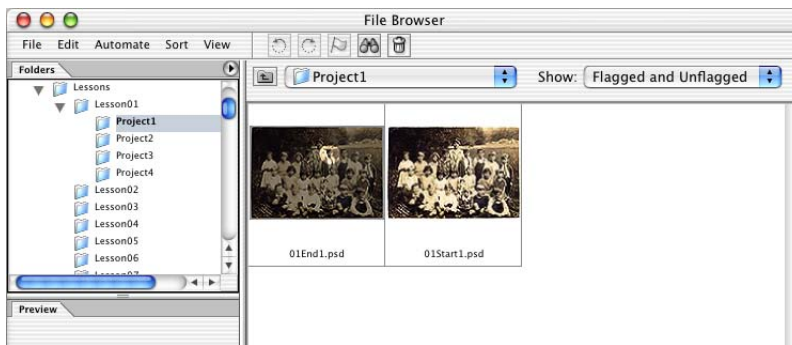 File Browser
File Edit Automate Sort View
Folders
Project1
Show: Flagged and Unflagged
Lessons
Lesson01
Project1
Project2
Project3
Project4
Lesson02
Lesson03
Lesson04
Lesson05
Lesson06
01End1.psd
01Start1.psd
Preview